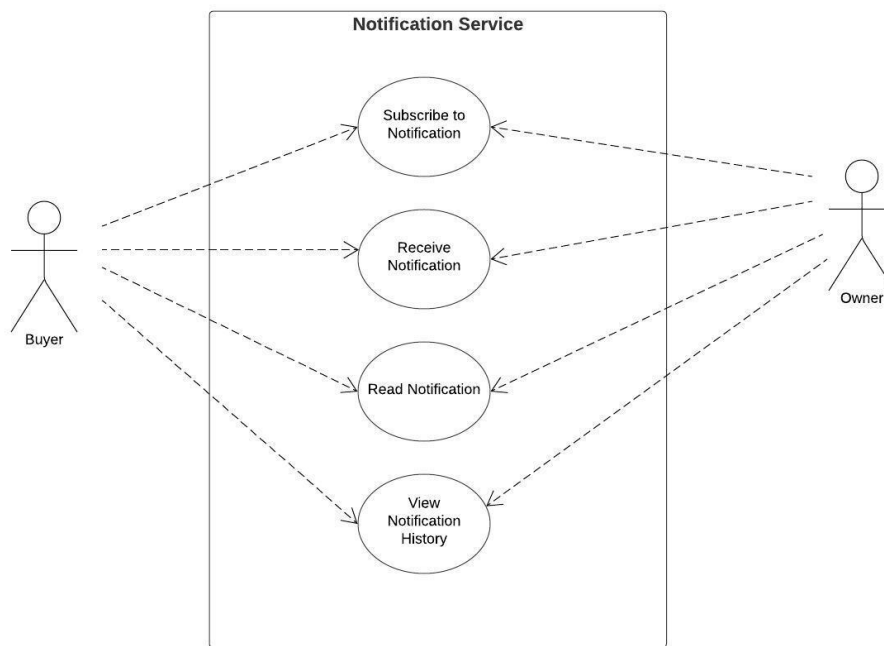 Notification Service
Subscribe to
Notification
Receive
Notification
Buyer
Owner
Read Notification
View
Notification
History